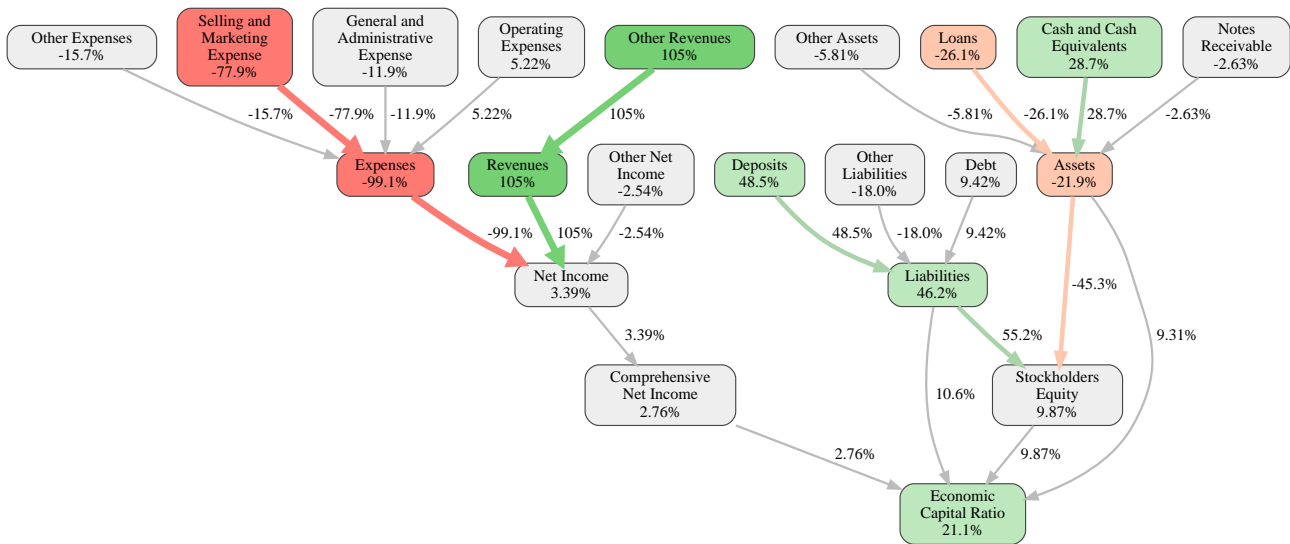 Other Expenses
-15.7%
Selling and
Marketing
Expense
-77.9%
General and
Administrative
Expense
-11.9%
Operating
Expenses
5.22%
Other Revenues
105%
Other Assets
-5.81%
Loans
-26.1%
Cash and Cash
Equivalents
28.7%
Notes
Receivable
-2.63%
-15.7%
-77.9%
-11.9%
5.22%
105%
-5.81%
-26.1%
28.7%
-2.63%
Expenses
-99.1%
Revenues
105%
Other Net
Income
-2.54%
Deposits
48.5%
Other
Liabilities
-18.0%
Debt
9.42%
Assets
-21.9%
-99.1%
105%
-2.54%
48.5%
-18.0%
9.42%
Net Income
3.39%
Liabilities
46.2%
-45.3%
3.39%
55.2%
9.31%
Comprehensive
Net Income
2.76%
10.6%
Stockholders
Equity
9.87%
2.76%
9.87%
Economic
Capital Ratio
21.1%